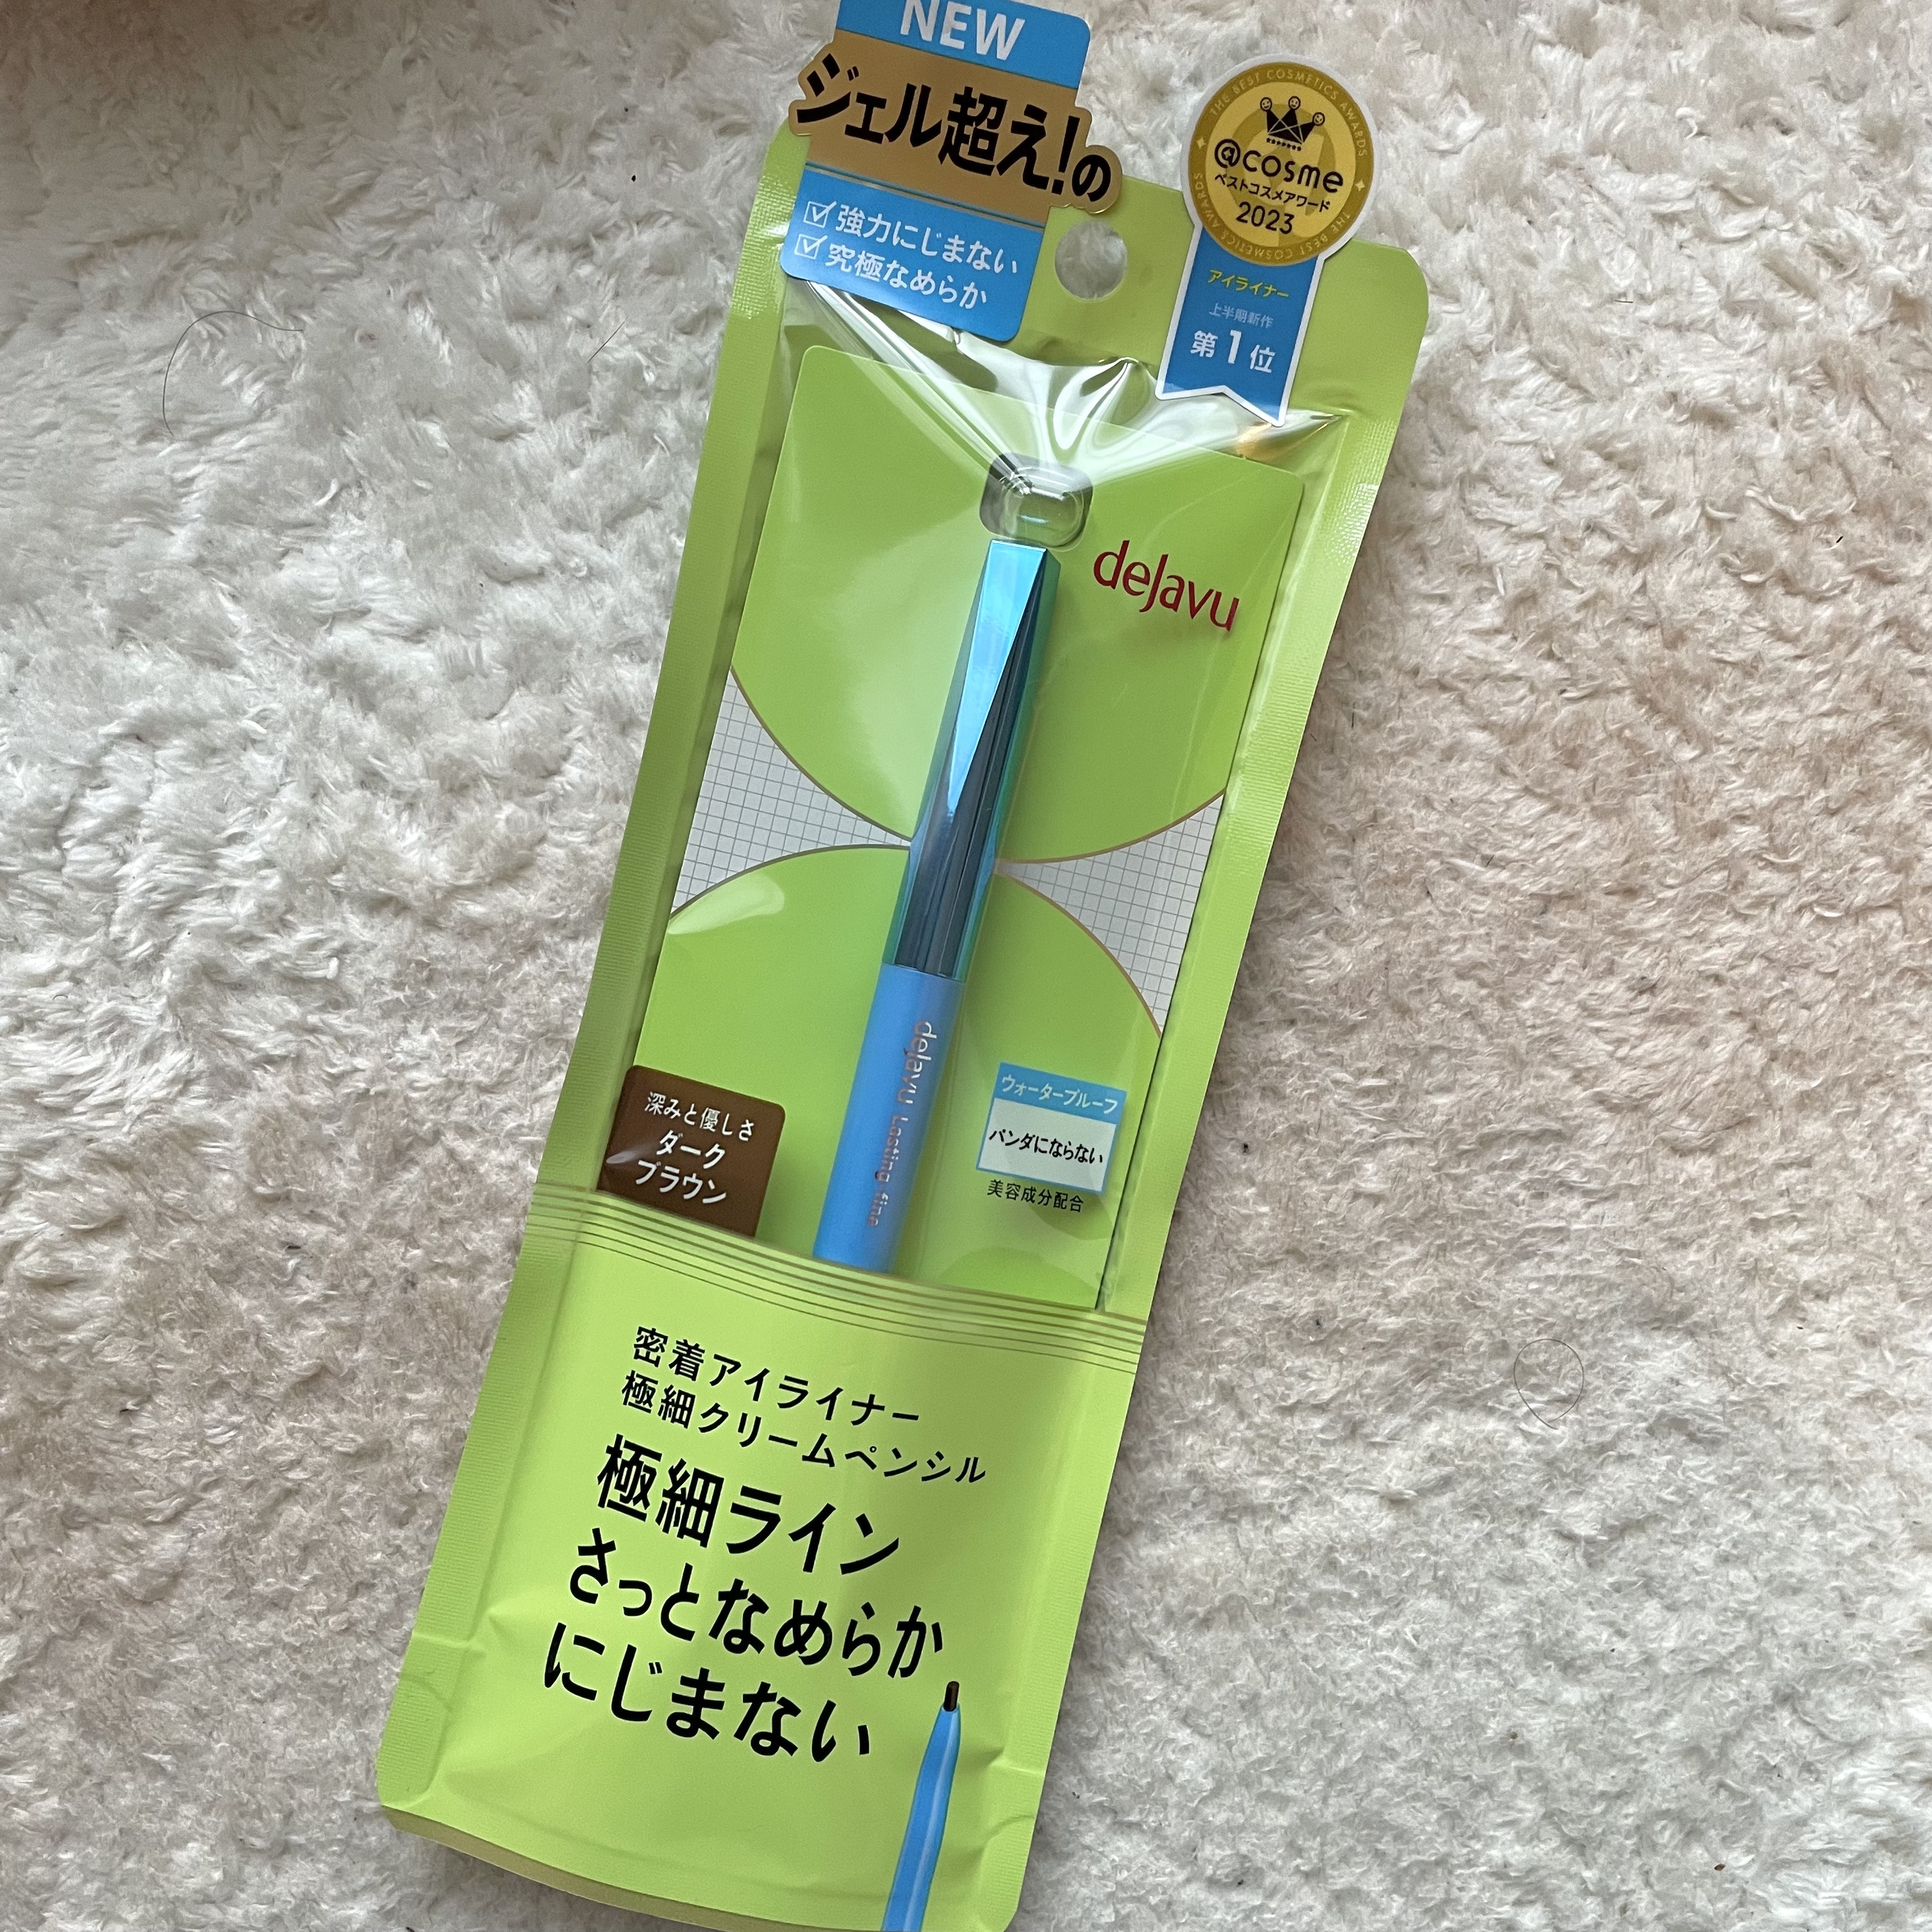 NEW
ジェル超え!の
強力にじまない
究極なめらか
THE BEST COSMETICS AWARDS
@cosme
ベストコスメアワード
2023
THE BEST COSMETICS AWARDS
アイライナー
上半期新作
第1位
deJavu
deJavu Lasting fine
深みと優しさ
ダーク
ブラウン
ウォータープルーフ
パンダにならない
美容成分配合
密着アイライナー
極細クリームペンシル
極細ライン
さっとなめらか
にじまない